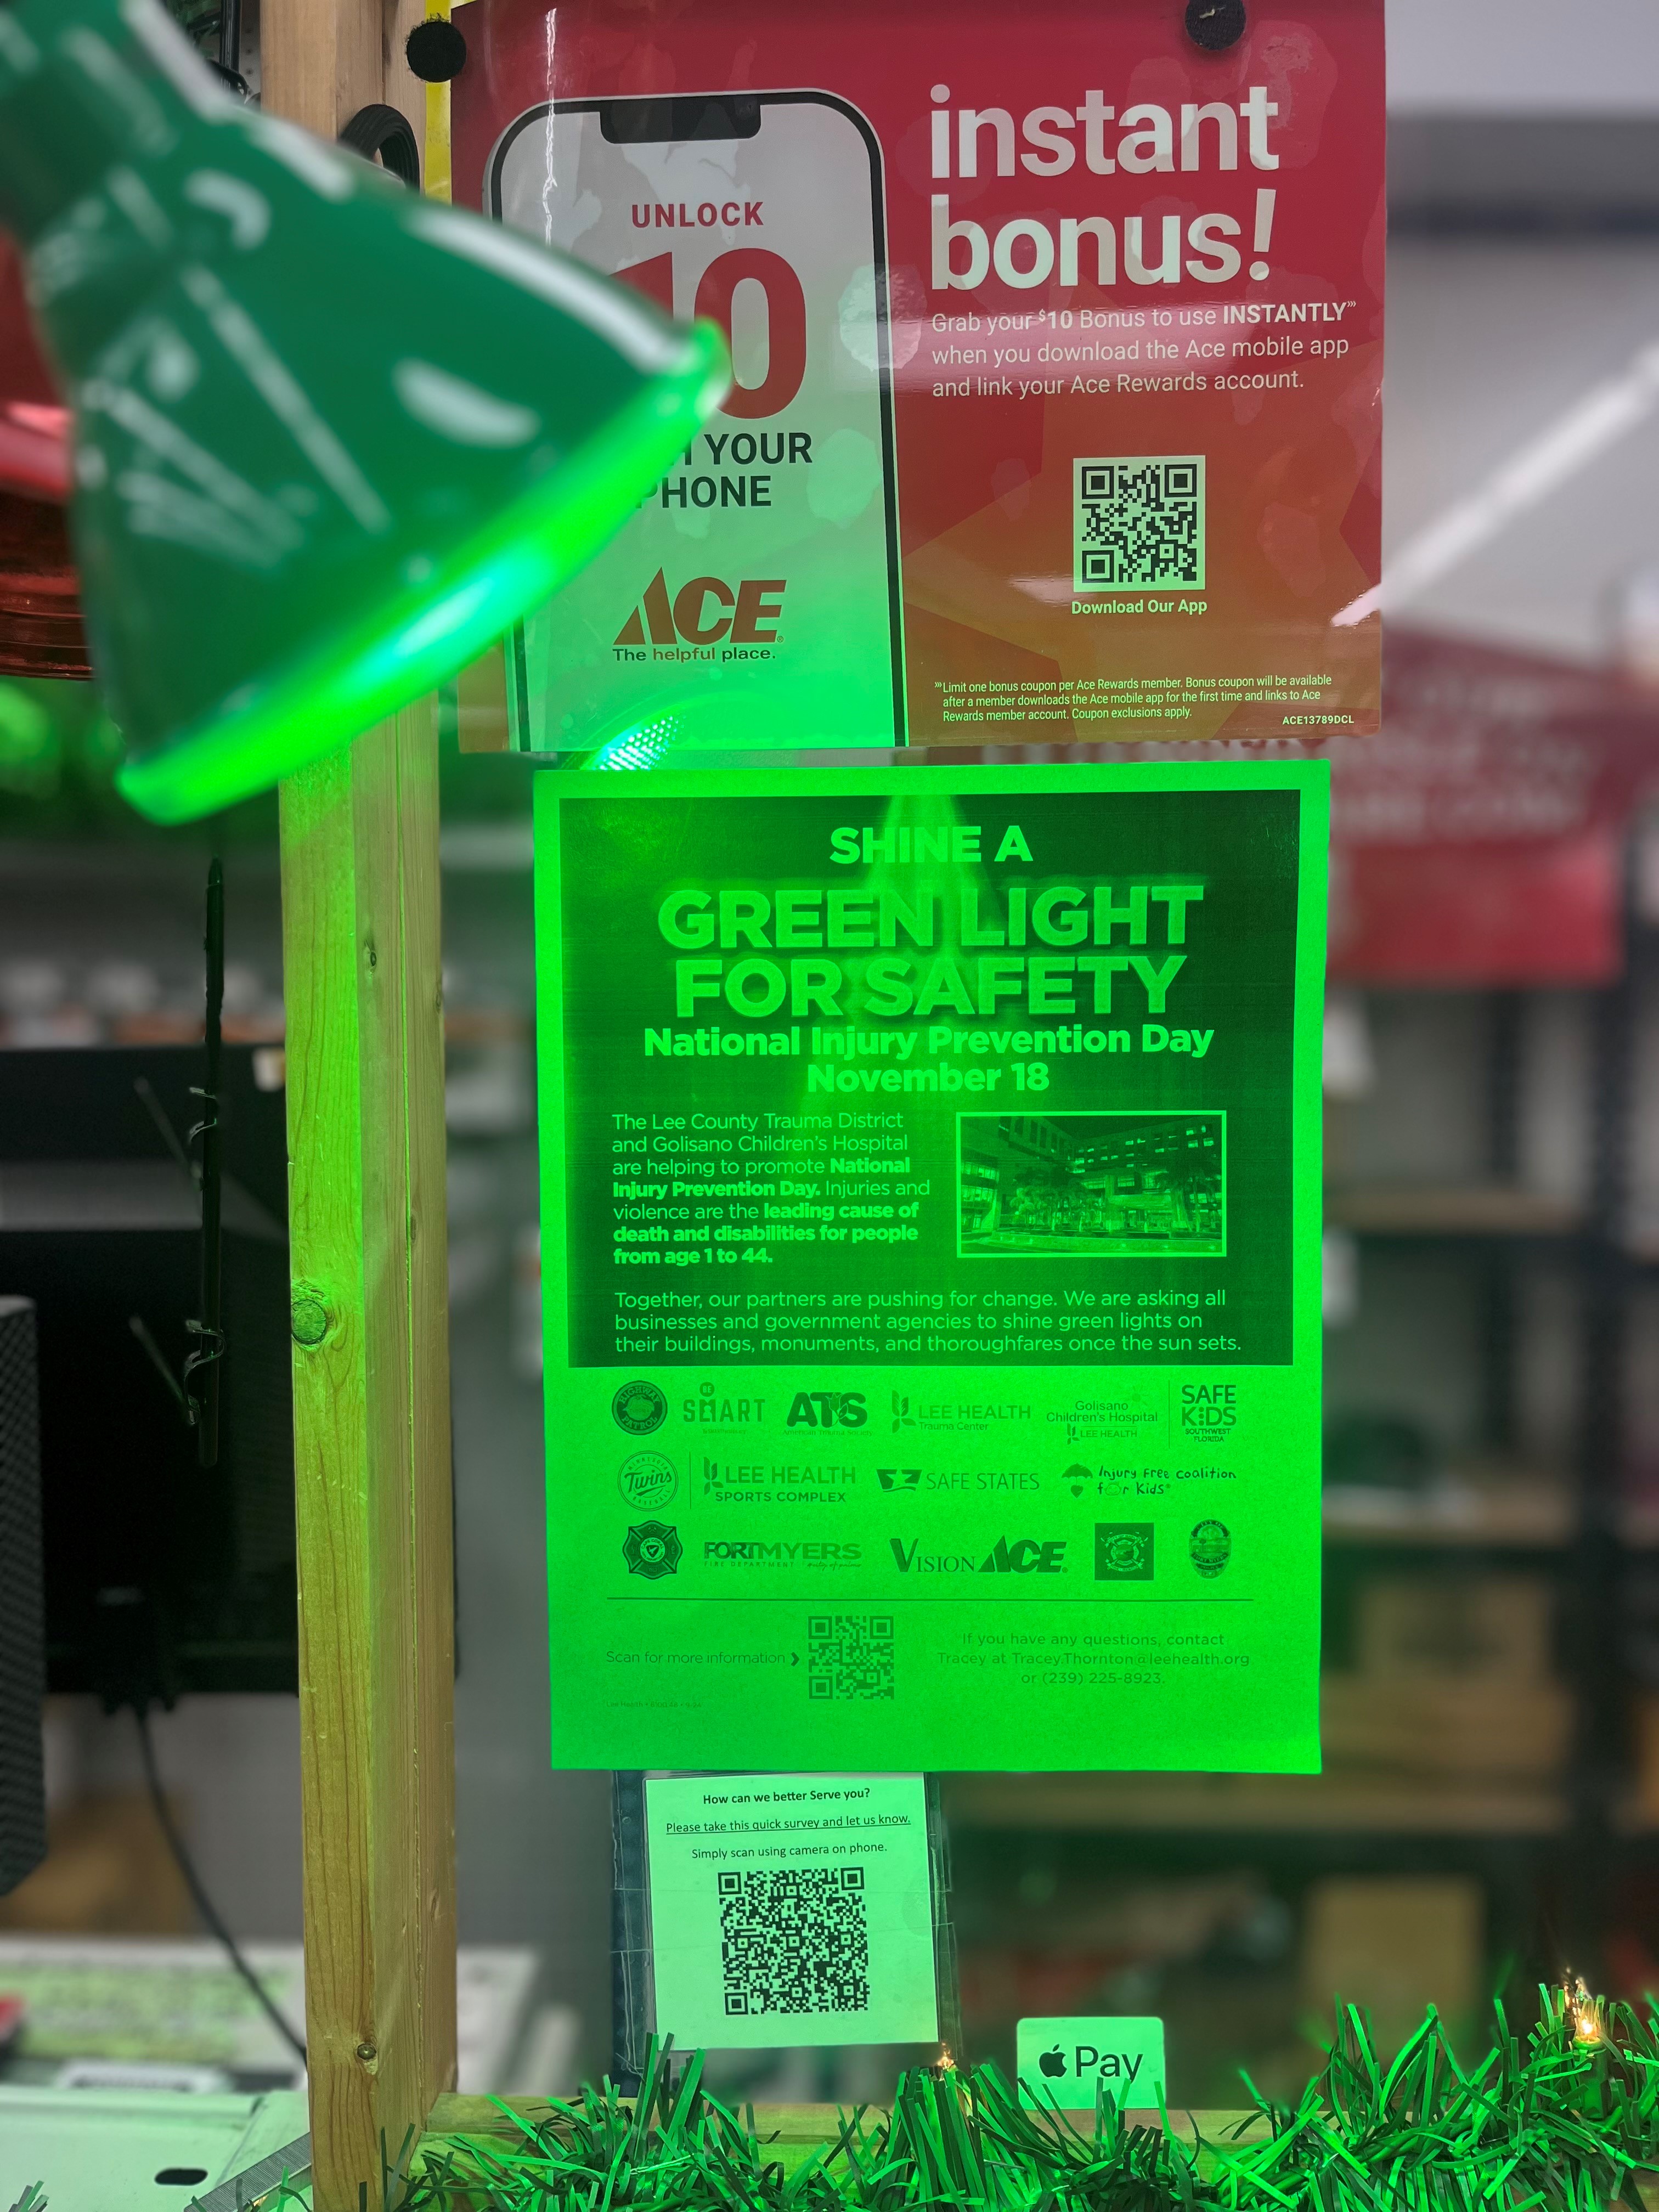 UNLOCK
YOUR
PHONE
ACE
The helpful place.
instant
bonus!
Grab your $10 Bonus to use INSTANTLY»›
when you download the Ace mobile app
and link your Ace Rewards account.
Download Our App
»›Limit one bonus coupon per Ace Rewards member. Bonus coupon will be available
after a member downloads the Ace mobile app for the first time and links to Ace
Rewards member account. Coupon exclusions apply.
ACE13789DCL
SHINE A
GREEN LIGHT
FOR SAFETY
National Injury Prevention Day
November 18
The Lee County Trauma District
and Golisano Children's Hospital
are helping to promote National
Injury Prevention Day. Injuries and
violence are the leading cause of
death and disabilities for people
from age 1 to 44.
Together, our partners are pushing for change. We are asking all
businesses and government agencies to shine green lights on
their buildings, monuments, and thoroughfares once the sun sets.
HIGHWAY PATROL
BE SMART
ATS
American Trauma Society
LEE HEALTH
Trauma Center
Golisano
Children's Hospital
LEE HEALTH
SAFE
KIDS
SOUTHWEST
FLORIDA
Twins
LEE HEALTH
SPORTS COMPLEX
SAFE STATES
Injury Free Coalition
for Kids®
FORTMYERS
FIRE DEPARTMENT
VISION ACE
Scan for more information
If you have any questions, contact
Tracey at Tracey.Thornton@leehealth.org
or (239) 225-8923.
How can we better Serve you?
Please take this quick survey and let us know.
Simply scan using camera on phone.
Pay